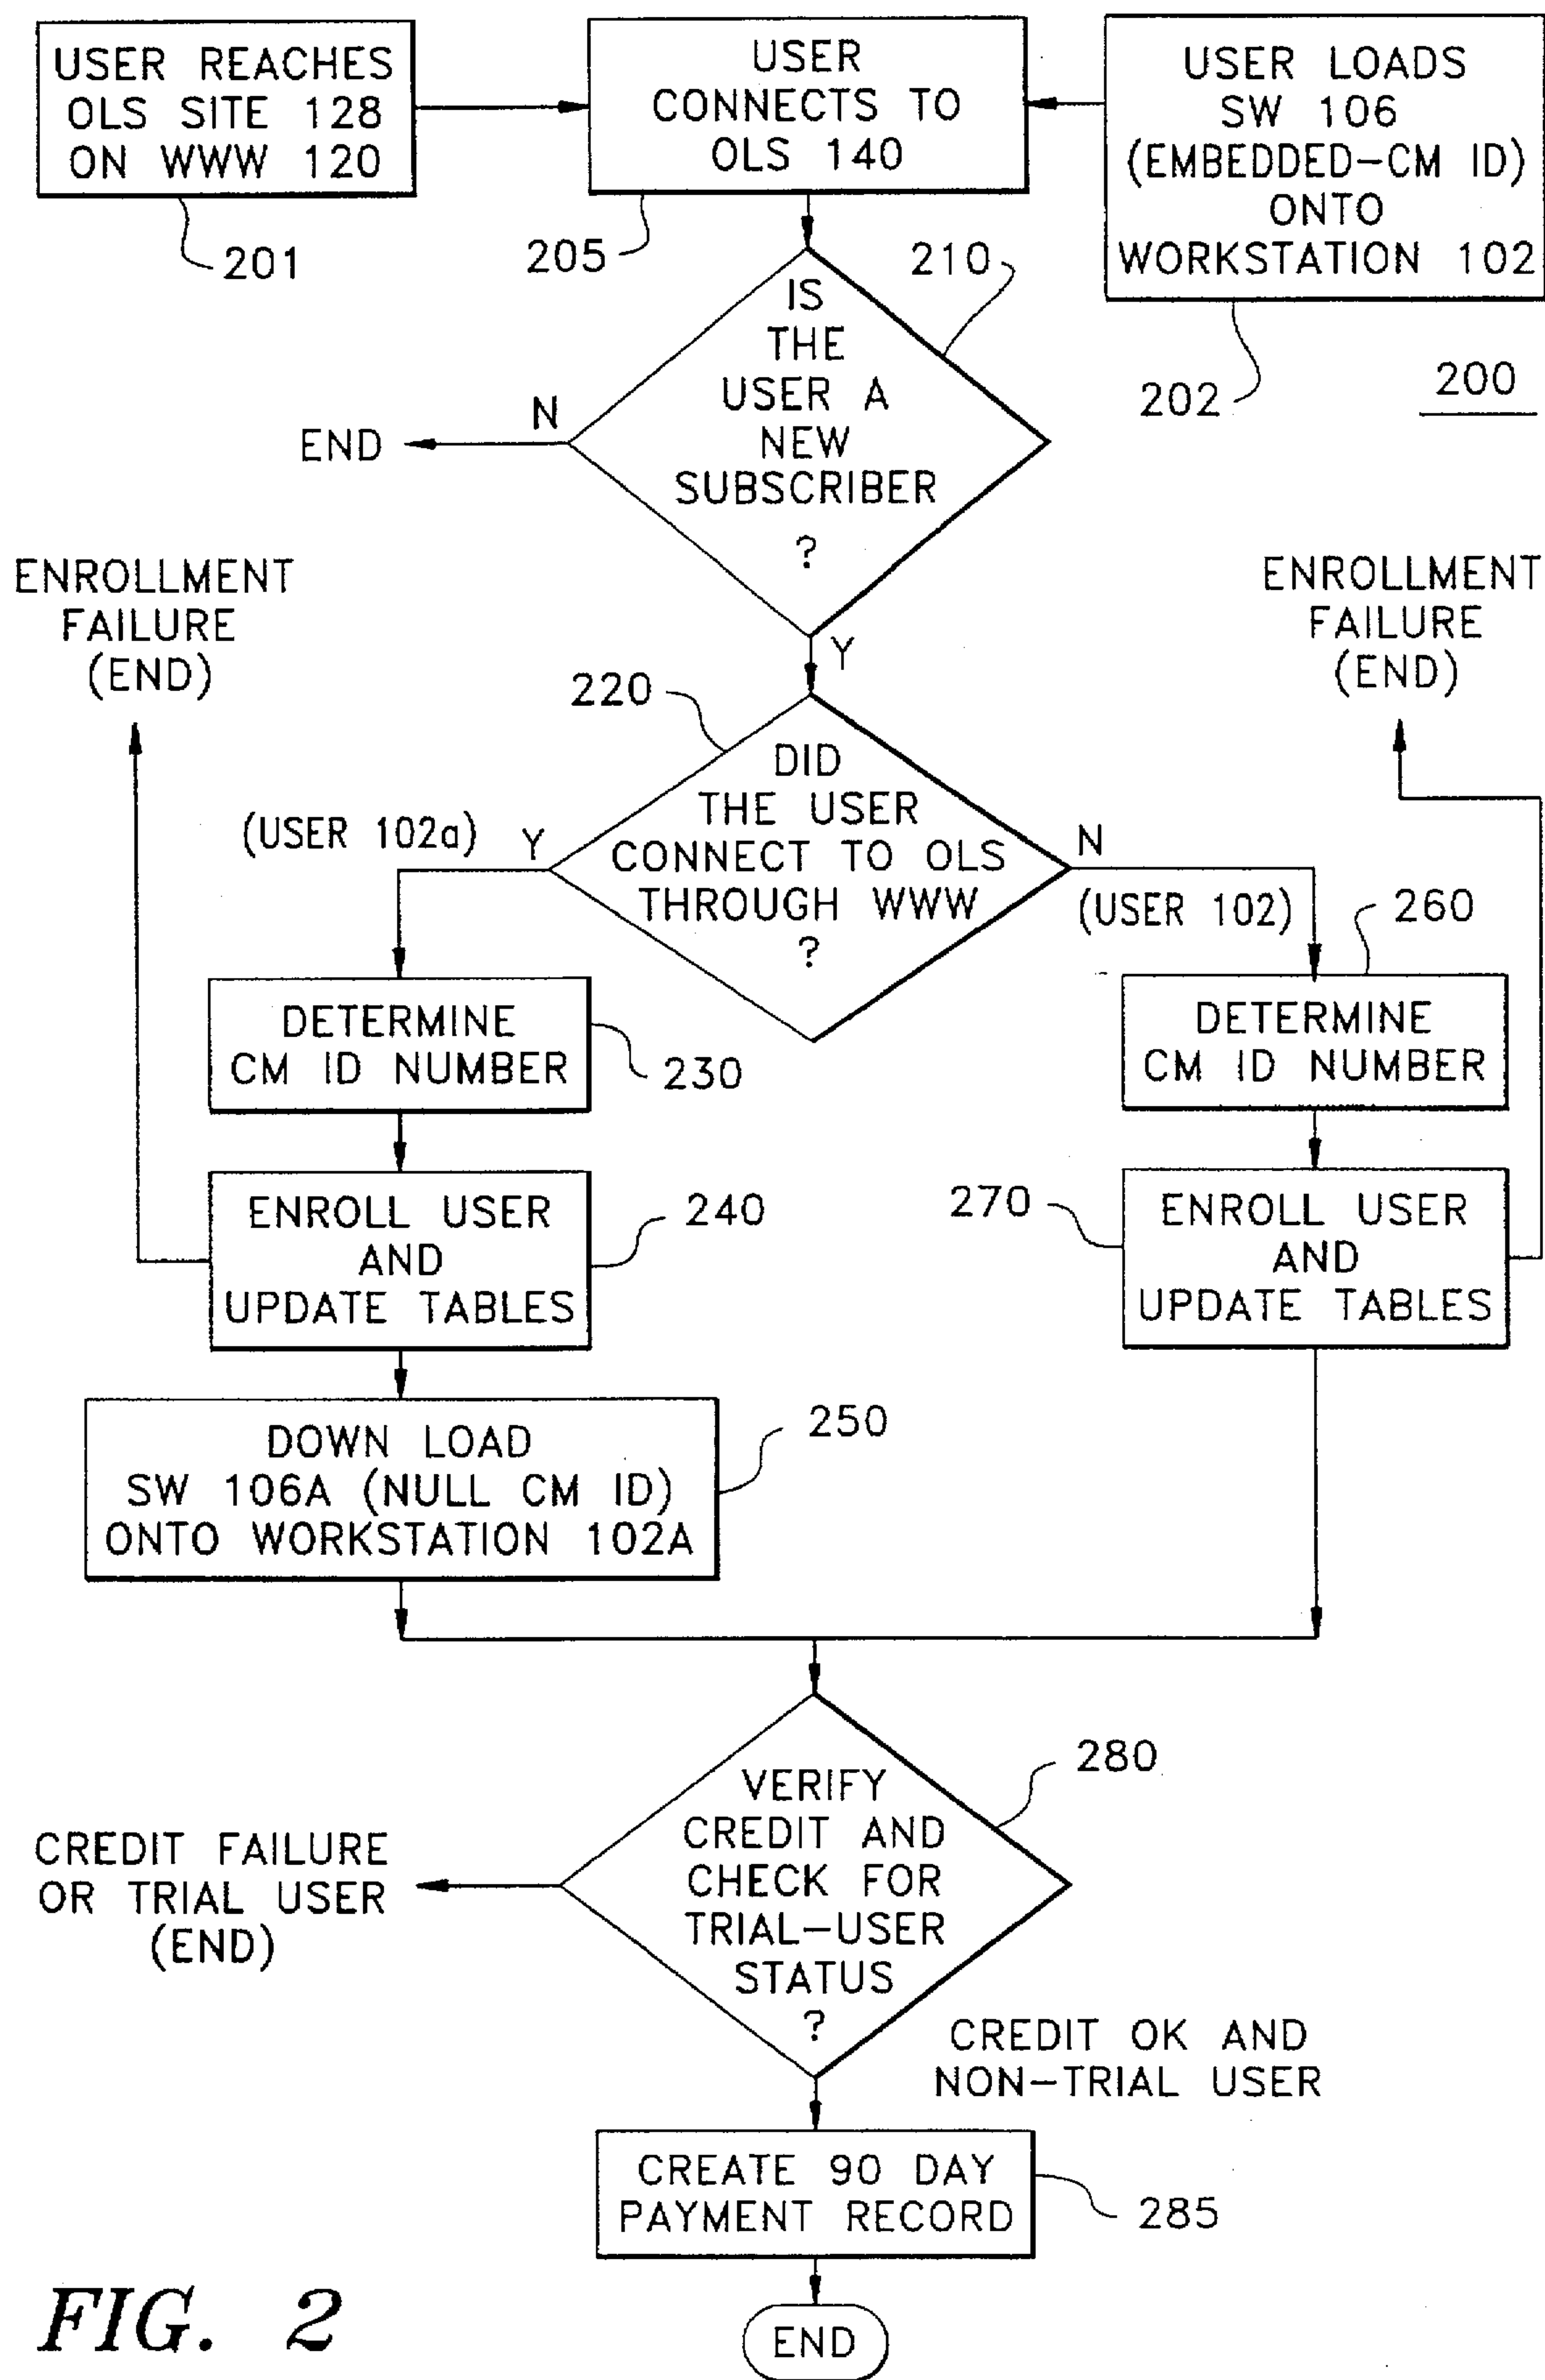 USER REACHES
OLS SITE 128
ON WWW 120
201
USER
CONNECTS TO
OLS 140
205
USER LOADS
SW 106
(EMBEDDED-CM ID)
ONTO
WORKSTATION 102
202
200
210
IS
THE
USER A
NEW
SUBSCRIBER
?
N
END
Y
ENROLLMENT
FAILURE
(END)
ENROLLMENT
FAILURE
(END)
220
DID
THE USER
CONNECT TO OLS
THROUGH WWW
?
(USER 102a)
Y
N
(USER 102)
260
DETERMINE
CM ID NUMBER
230
DETERMINE
CM ID NUMBER
ENROLL USER
AND
UPDATE TABLES
240
270
ENROLL USER
AND
UPDATE TABLES
DOWN LOAD
SW 106A (NULL CM ID)
ONTO WORKSTATION 102A
250
280
VERIFY
CREDIT AND
CHECK FOR
TRIAL-USER
STATUS
?
CREDIT FAILURE
OR TRIAL USER
(END)
CREDIT OK AND
NON-TRIAL USER
CREATE 90 DAY
PAYMENT RECORD
285
END
FIG. 2